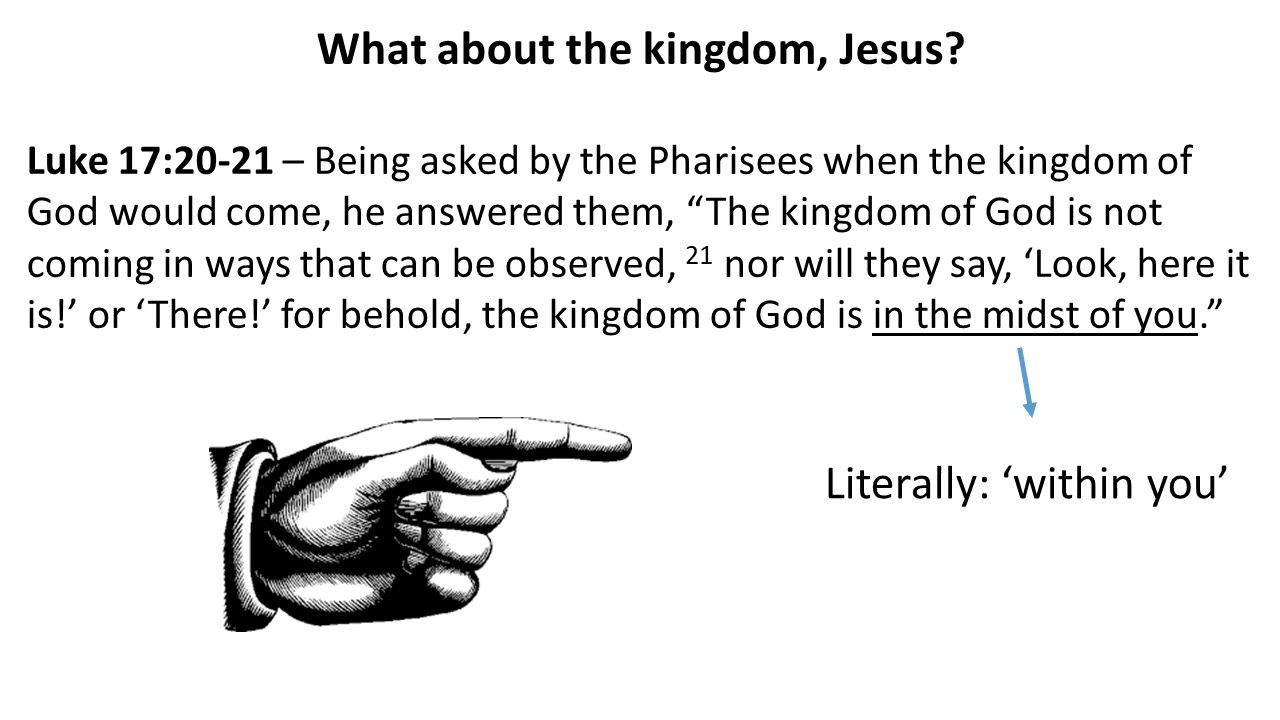 What about the kingdom, Jesus?
Luke 17:20-21 – Being asked by the Pharisees when the kingdom of
God would come, he answered them, “The kingdom of God is not
coming in ways that can be observed, 21 nor will they say, ‘Look, here it
is!’ or ‘There!’ for behold, the kingdom of God is in the midst of you.”
Literally: ‘within you’